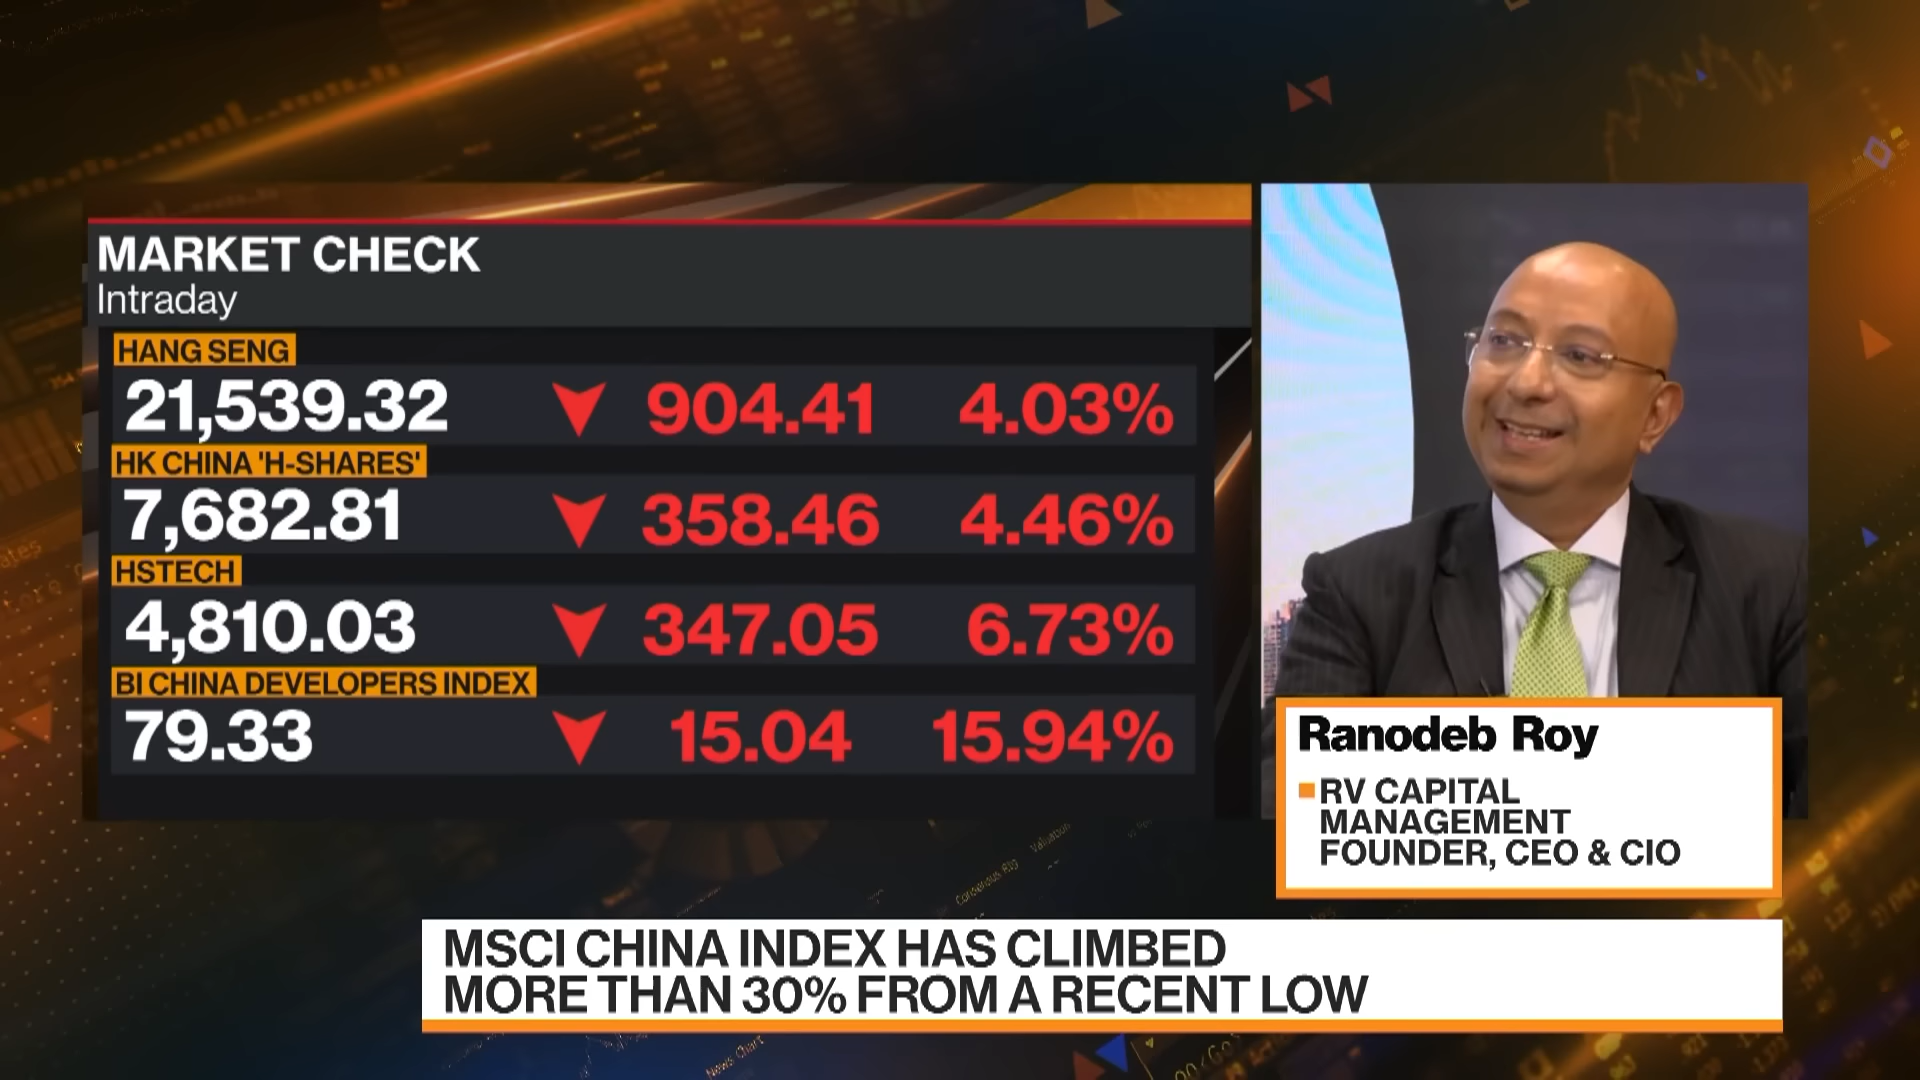 MARKET CHECK
Intraday
HANG SENG
21,539.32 904.41 4.03%
HK CHINA 'H-SHARES'
7,682.81 358.46 4.46%
HSTECH
4,810.03 347.05 6.73%
BI CHINA DEVELOPERS INDEX
79.33 15.04 15.94%
Ranodeb Roy
RV CAPITAL
MANAGEMENT
FOUNDER, CEO & CIO
MSCI CHINA INDEX HAS CLIMBED
MORE THAN 30% FROM A RECENT LOW
Valuation
News Chart